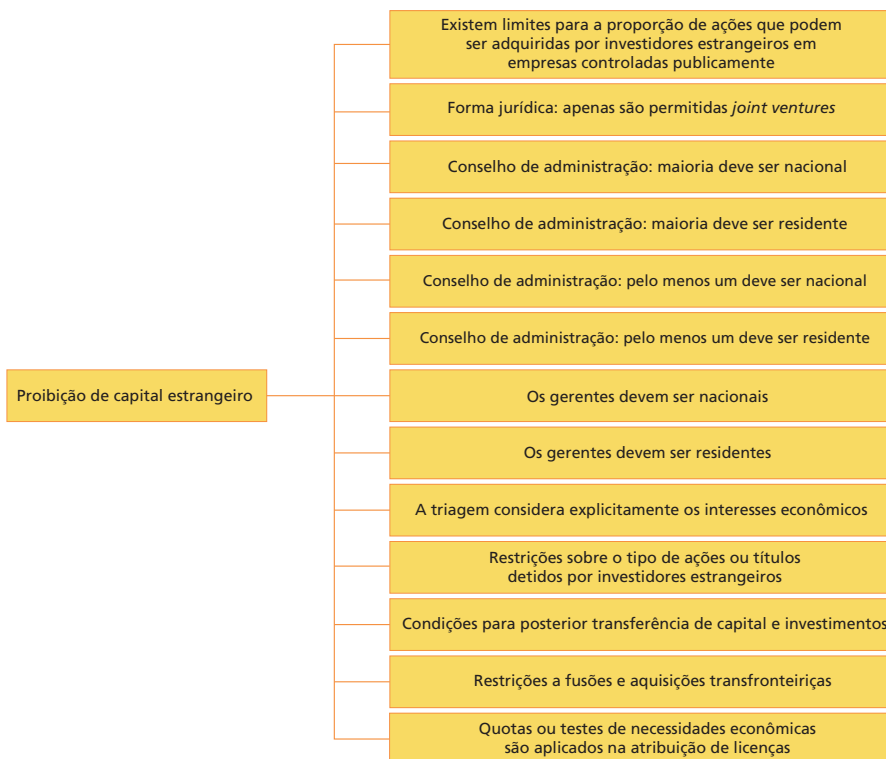 Existem limites para a proporção de ações que podem
ser adquiridas por investidores estrangeiros em
empresas controladas publicamente
Forma jurídica: apenas são permitidas joint ventures
Conselho de administração: maioria deve ser nacional
Conselho de administração: maioria deve ser residente
Conselho de administração: pelo menos um deve ser nacional
Conselho de administração: pelo menos um deve ser residente
Proibição de capital estrangeiro
Os gerentes devem ser nacionais
Os gerentes devem ser residentes
A triagem considera explicitamente os interesses econômicos
Restrições sobre o tipo de ações ou títulos
detidos por investidores estrangeiros
Condições para posterior transferência de capital e investimentos
Restrições a fusões e aquisições transfronteiriças
Quotas ou testes de necessidades econômicas
são aplicados na atribuição de licenças